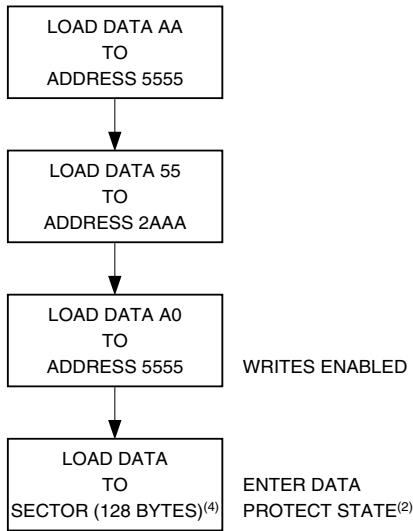 LOAD DATA AA
TO
ADDRESS 5555
LOAD DATA 55
TO
ADDRESS 2AAA
LOAD DATA A0
TO
ADDRESS 5555
WRITES ENABLED
LOAD DATA
TO
SECTOR (128 BYTES)(4)
ENTER DATA
PROTECT STATE(2)